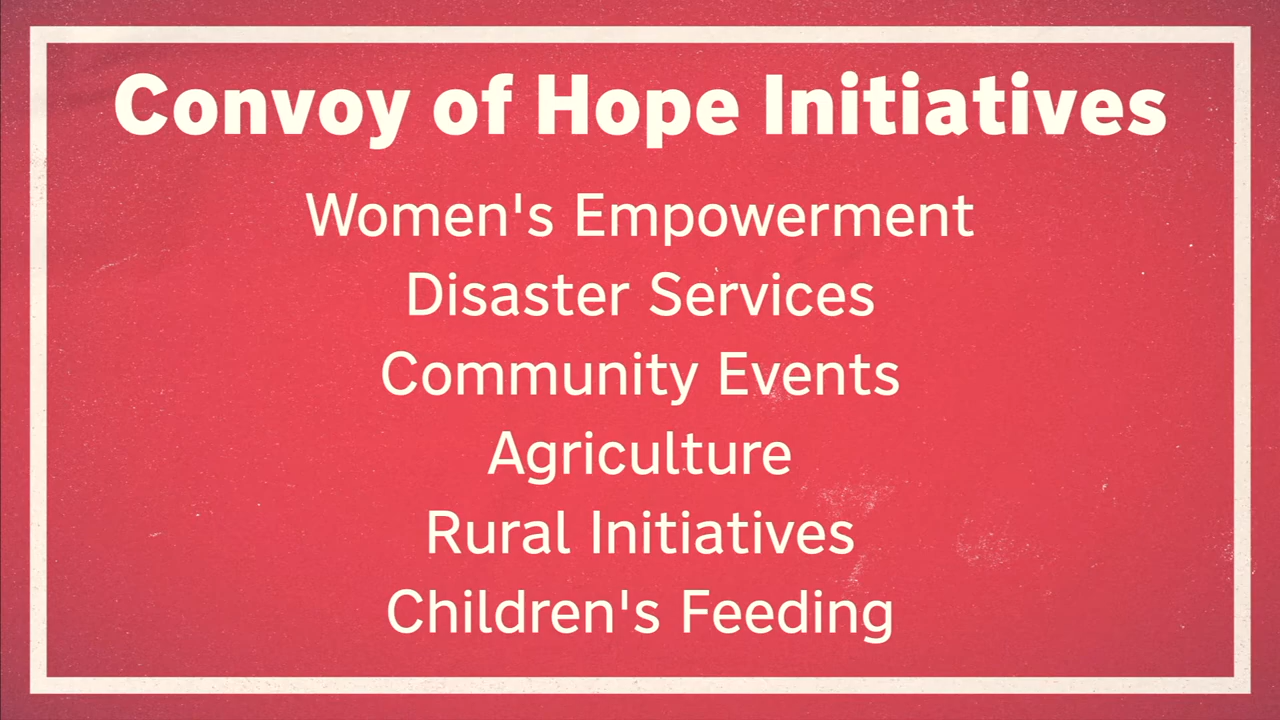 Convoy of Hope Initiatives
Women's Empowerment
Disaster Services
Community Events
Agriculture
Rural Initiatives
Children's Feeding